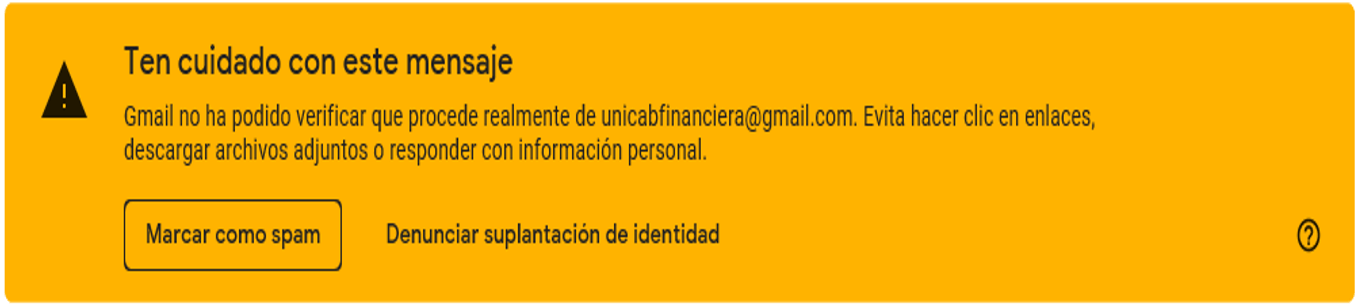 Ten cuidado con este mensaje
Gmail no ha podido verificar que procede realmente de unicabfinanciera@gmail.com. Evita hacer clic en enlaces,
descargar archivos adjuntos o responder con información personal.
Marcar como spam
Denunciar suplantación de identidad